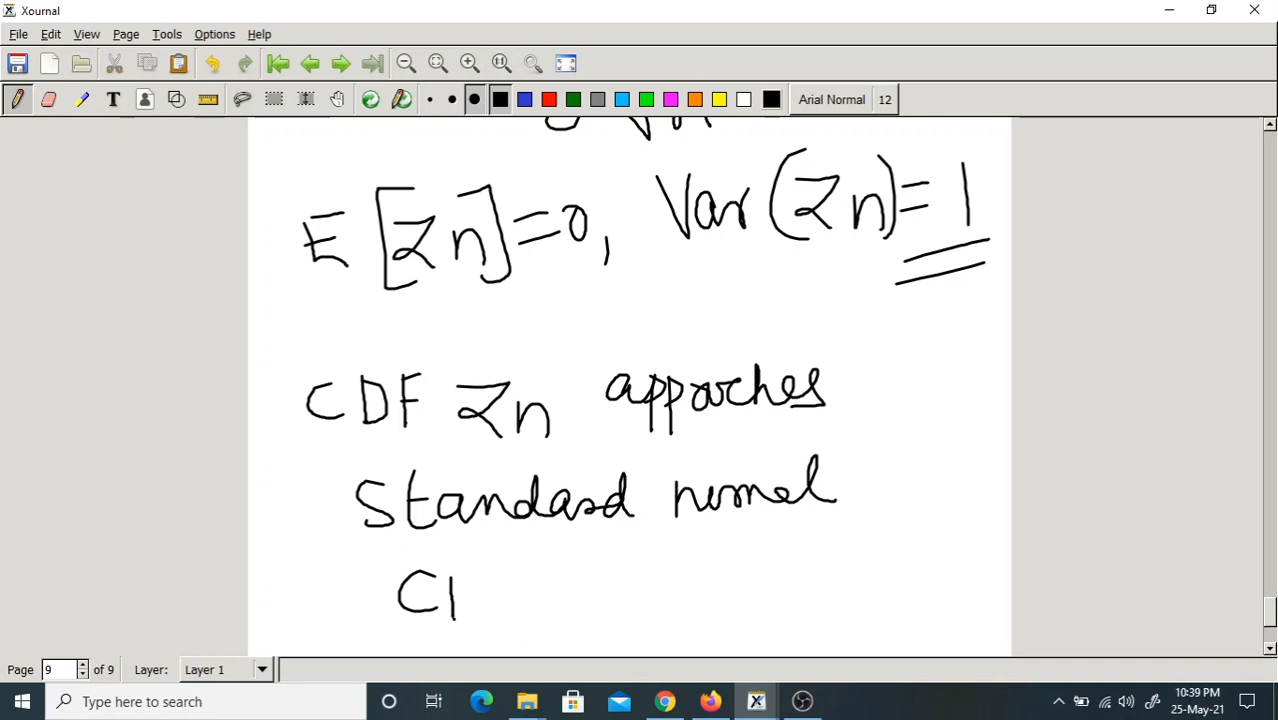 Xournal
File Edit View Page Tools Options Help
Arial Normal 12
E[Zn]=0, Var(Zn)=1
CDF Zn apporches
Standard normal
Page 9 of 9 Layer: Layer 1
Type here to search
10:39 PM
25-May-21